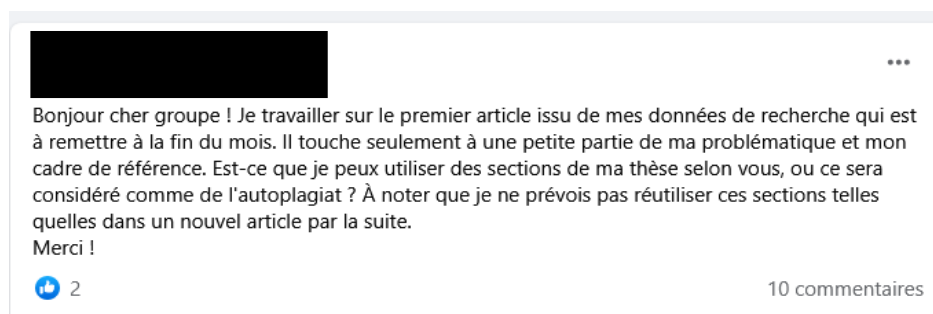 Bonjour cher groupe ! Je travailler sur le premier article issu de mes données de recherche qui est
à remettre à la fin du mois. Il touche seulement à une petite partie de ma problématique et mon
cadre de référence. Est-ce que je peux utiliser des sections de ma thèse selon vous, ou ce sera
considéré comme de l'autoplagiat ? À noter que je ne prévois pas réutiliser ces sections telles
quelles dans un nouvel article par la suite.
Merci !
2 10 commentaires